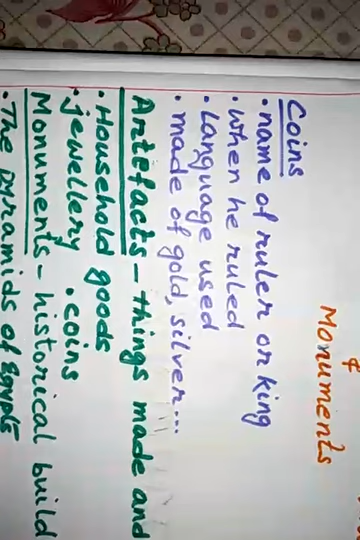 &
Monuments
Coins
• name of ruler or king
• when he ruled
• Language used
• made of gold, silver...
Artefacts - things made and
• Household goods
• jewellery • coins
Monuments - historical build
• The Pyramids of Egypt